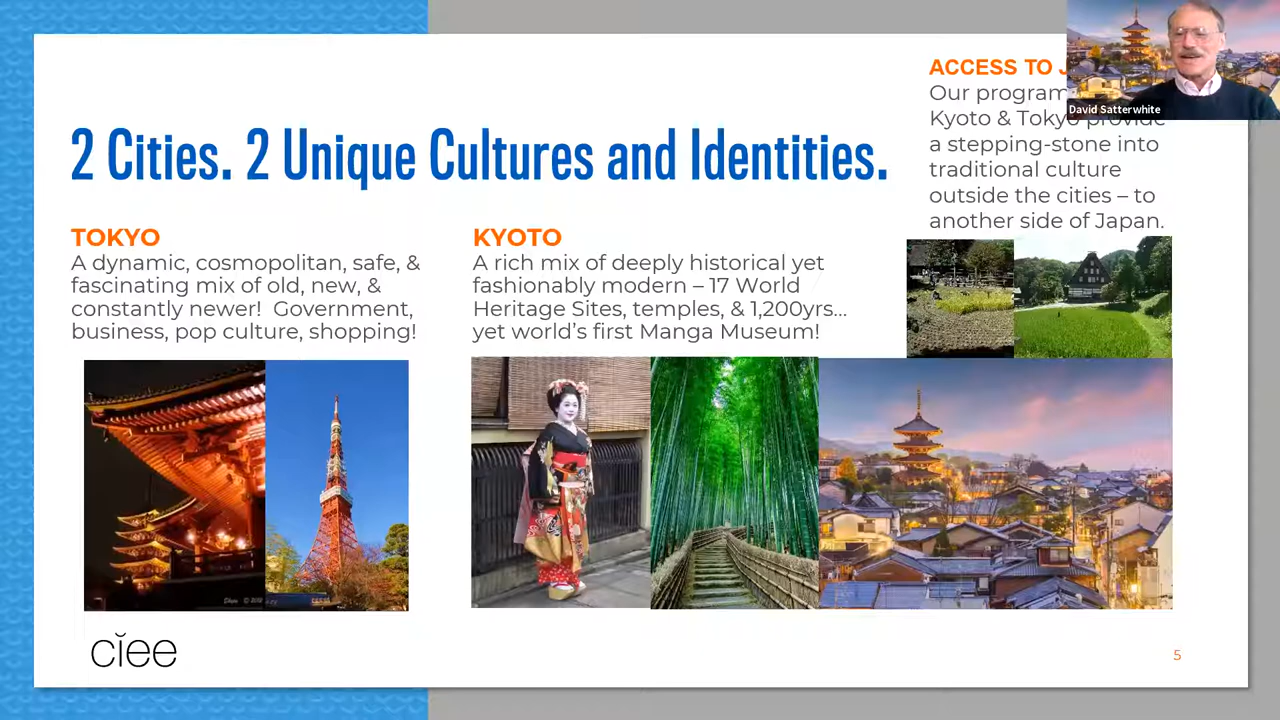 2 Cities. 2 Unique Cultures and Identities.
TOKYO
A dynamic, cosmopolitan, safe, &
fascinating mix of old, new, &
constantly newer!  Government,
business, pop culture, shopping!
KYOTO
A rich mix of deeply historical yet
fashionably modern – 17 World
Heritage Sites, temples, & 1,200yrs...
yet world's first Manga Museum!
ACCESS TO
Our program
Kyoto & Tokyo provide
a stepping-stone into
traditional culture
outside the cities – to
another side of Japan.
David Satterwhite
ciee
5